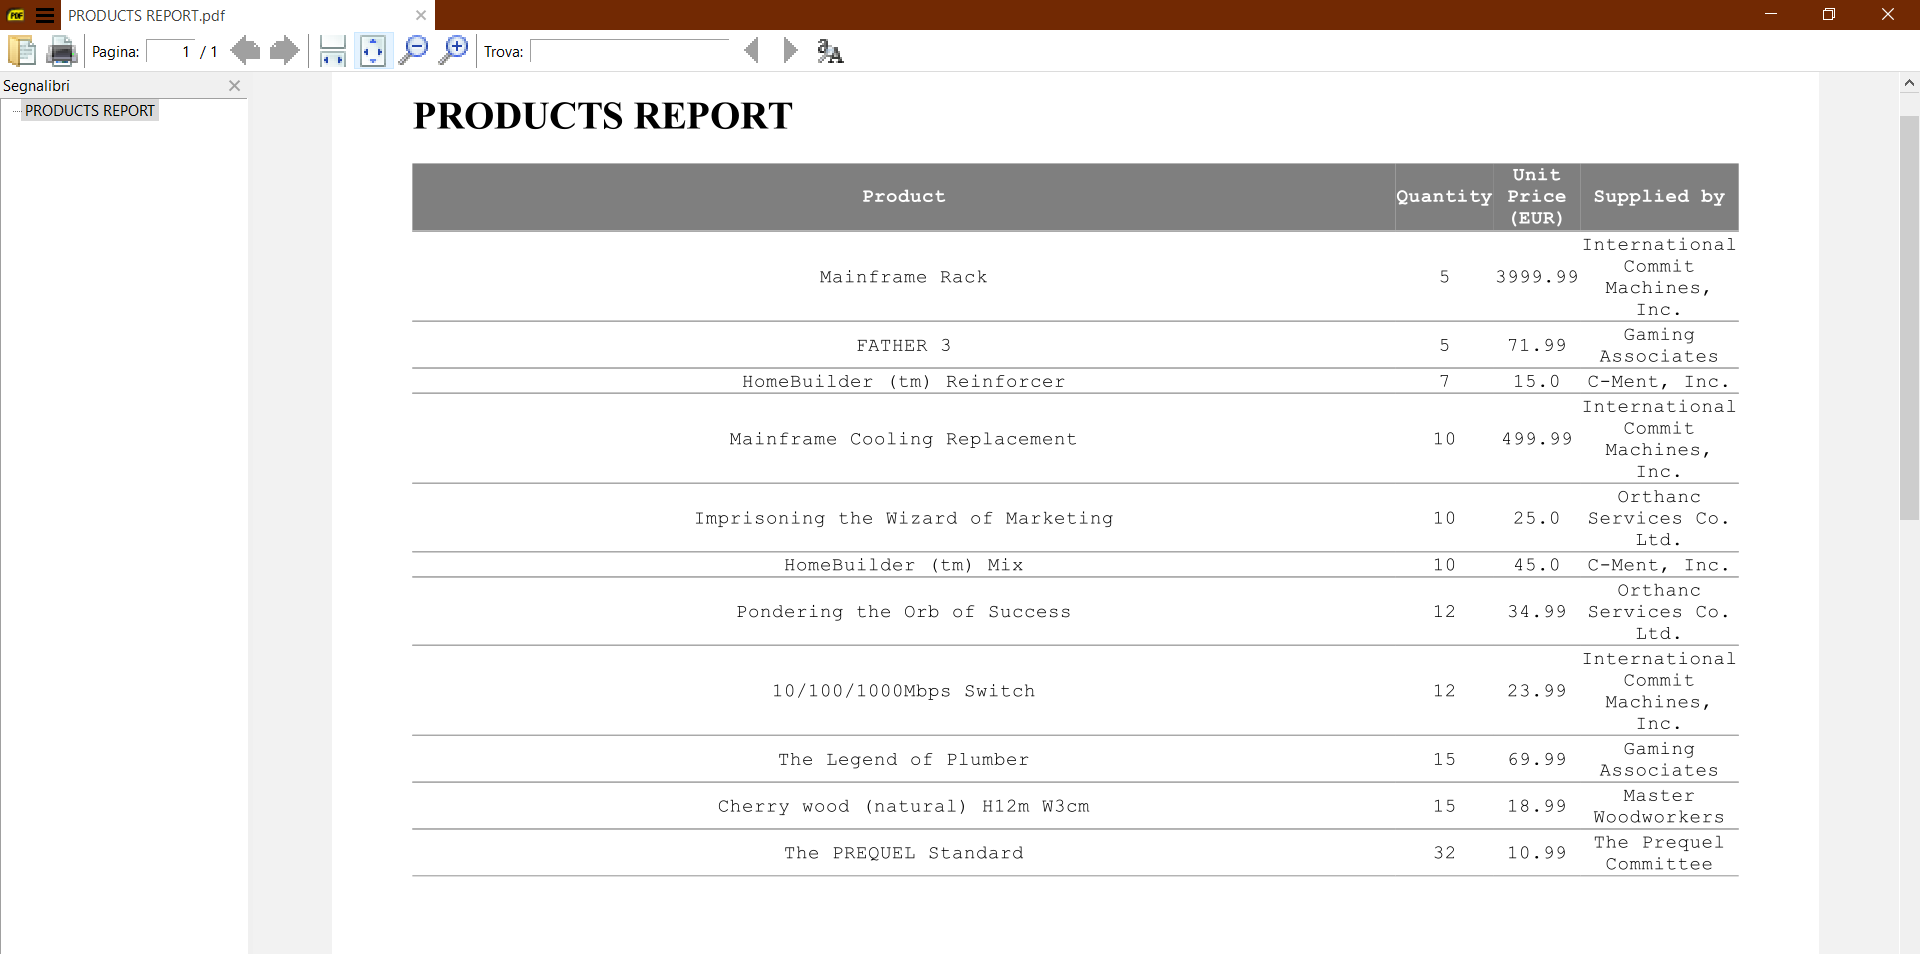 PDF
PRODUCTS REPORT.pdf
Pagina: 1 / 1 Trova:
Segnalibri
PRODUCTS REPORT
PRODUCTS REPORT
Product Quantity Unit Price (EUR) Supplied by
Mainframe Rack 5 3999.99 International Commit Machines, Inc.
FATHER 3 5 71.99 Gaming Associates
HomeBuilder (tm) Reinforcer 7 15.0 C-Ment, Inc.
Mainframe Cooling Replacement 10 499.99 International Commit Machines, Inc.
Imprisoning the Wizard of Marketing 10 25.0 Orthanc Services Co. Ltd.
HomeBuilder (tm) Mix 10 45.0 C-Ment, Inc.
Pondering the Orb of Success 12 34.99 Orthanc Services Co. Ltd.
10/100/1000Mbps Switch 12 23.99 International Commit Machines, Inc.
The Legend of Plumber 15 69.99 Gaming Associates
Cherry wood (natural) H12m W3cm 15 18.99 Master Woodworkers
The PREQUEL Standard 32 10.99 The Prequel Committee